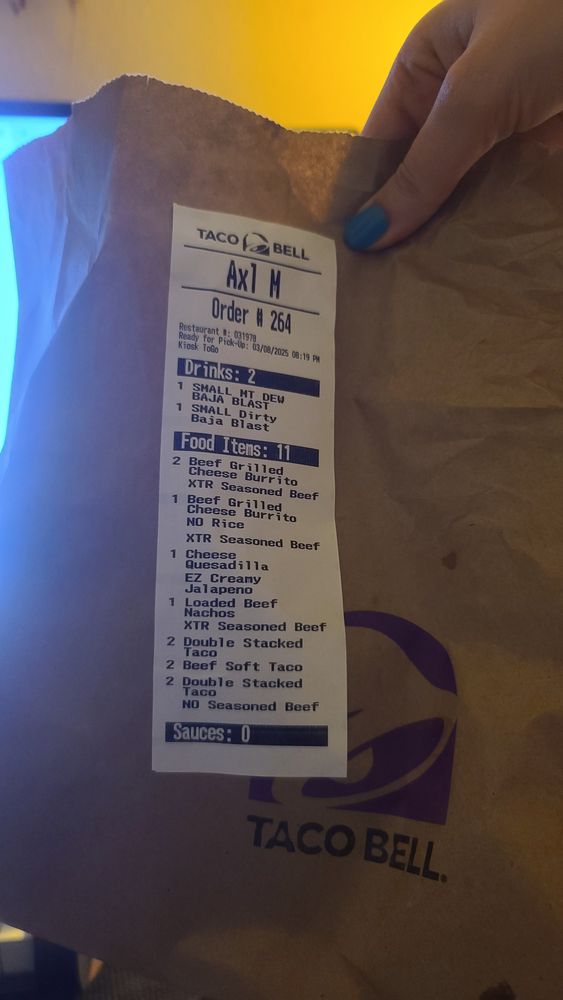 TACO BELL
Axl M
Order # 264
Restaurant #: 031978
Ready for Pick-Up: 03/08/2025 08:19 PM
Kiosk ToGo
Drinks: 2
1 SMALL MT DEW
BAJA BLAST
1 SMALL Dirty
Baja Blast
Food Items: 11
2 Beef Grilled
Cheese Burrito
XTR Seasoned Beef
1 Beef Grilled
Cheese Burrito
NO Rice
XTR Seasoned Beef
1 Cheese
Quesadilla
EZ Creamy
Jalapeno
1 Loaded Beef
Nachos
XTR Seasoned Beef
2 Double Stacked
Taco
2 Beef Soft Taco
2 Double Stacked
Taco
NO Seasoned Beef
Sauces: 0
TACO BELL.